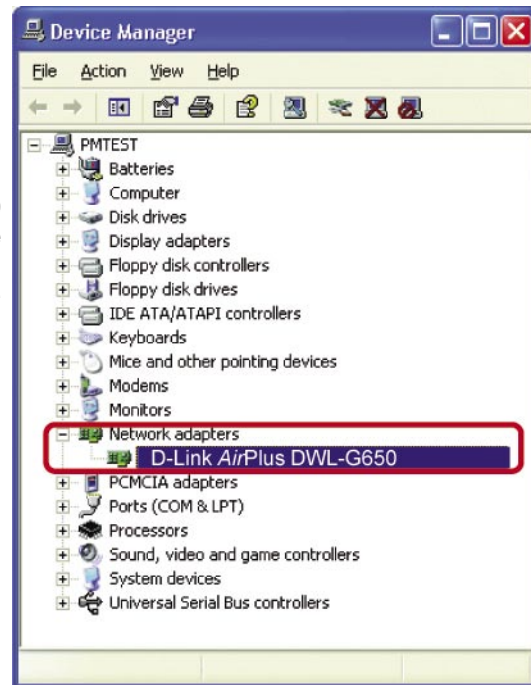 Device Manager
File Action View Help
PMTEST
Batteries
Computer
Disk drives
Display adapters
Floppy disk controllers
Floppy disk drives
IDE ATA/ATAPI controllers
Keyboards
Mice and other pointing devices
Modems
Monitors
Network adapters
D-Link AirPlus DWL-G650
PCMCIA adapters
Ports (COM & LPT)
Processors
Sound, video and game controllers
System devices
Universal Serial Bus controllers